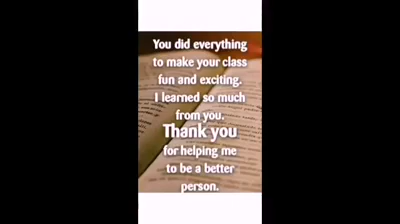 You did everything
to make your class
fun and exciting.
I learned so much
from you.
Thank you
for helping me
to be a better
person.